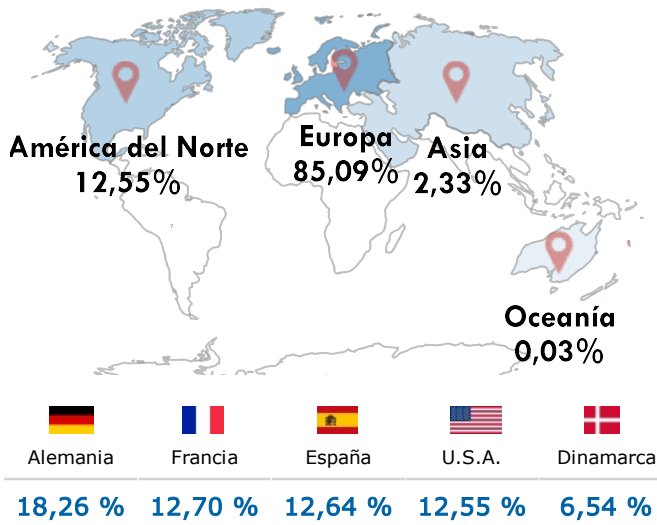 América del Norte
12,55%
Europa
85,09%
Asia
2,33%
Oceanía
0,03%
Alemania Francia España U.S.A. Dinamarca
18,26 % 12,70 % 12,64 % 12,55 % 6,54 %